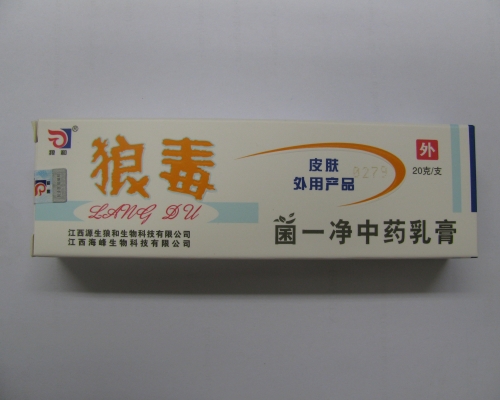 狼毒
LANG DU
皮肤
外用产品
0279
外
20克/支
菌一净中药乳膏
江西源生狼和生物科技有限公司
江西海峰生物科技有限公司